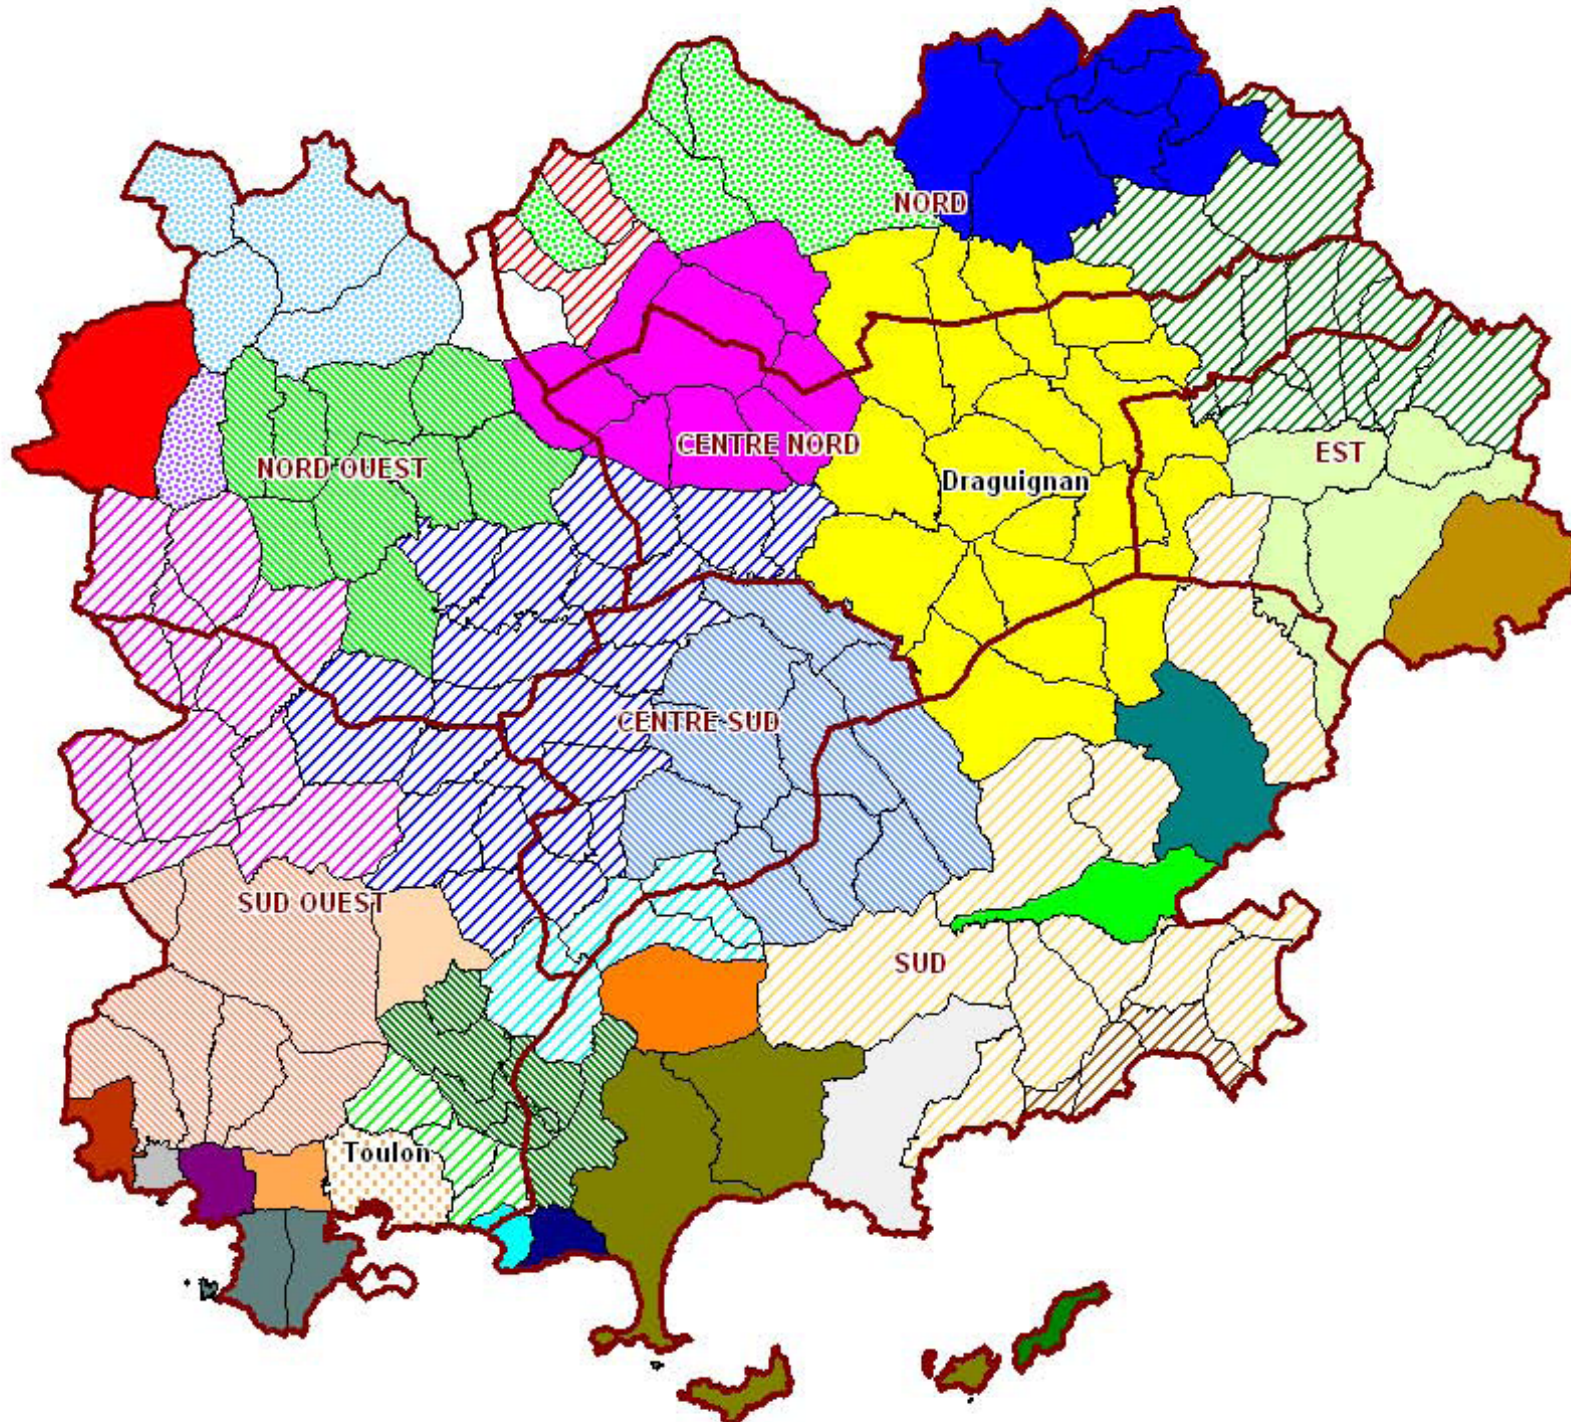 NORD
CENTRE NORD
NORD OUEST
EST
Draguignan
CENTRE SUD
SUD OUEST
SUD
Toulon